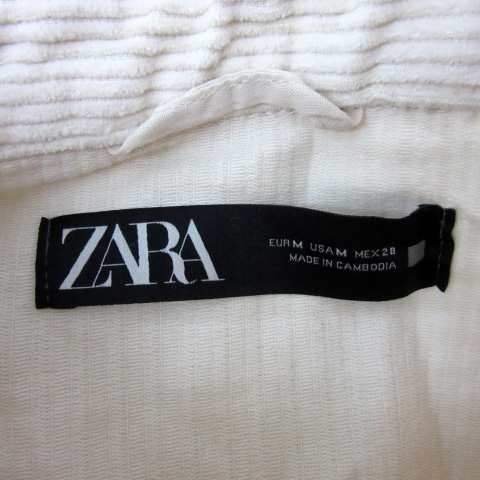 ZARA
EUR M USA M MEX 28
MADE IN CAMBODIA